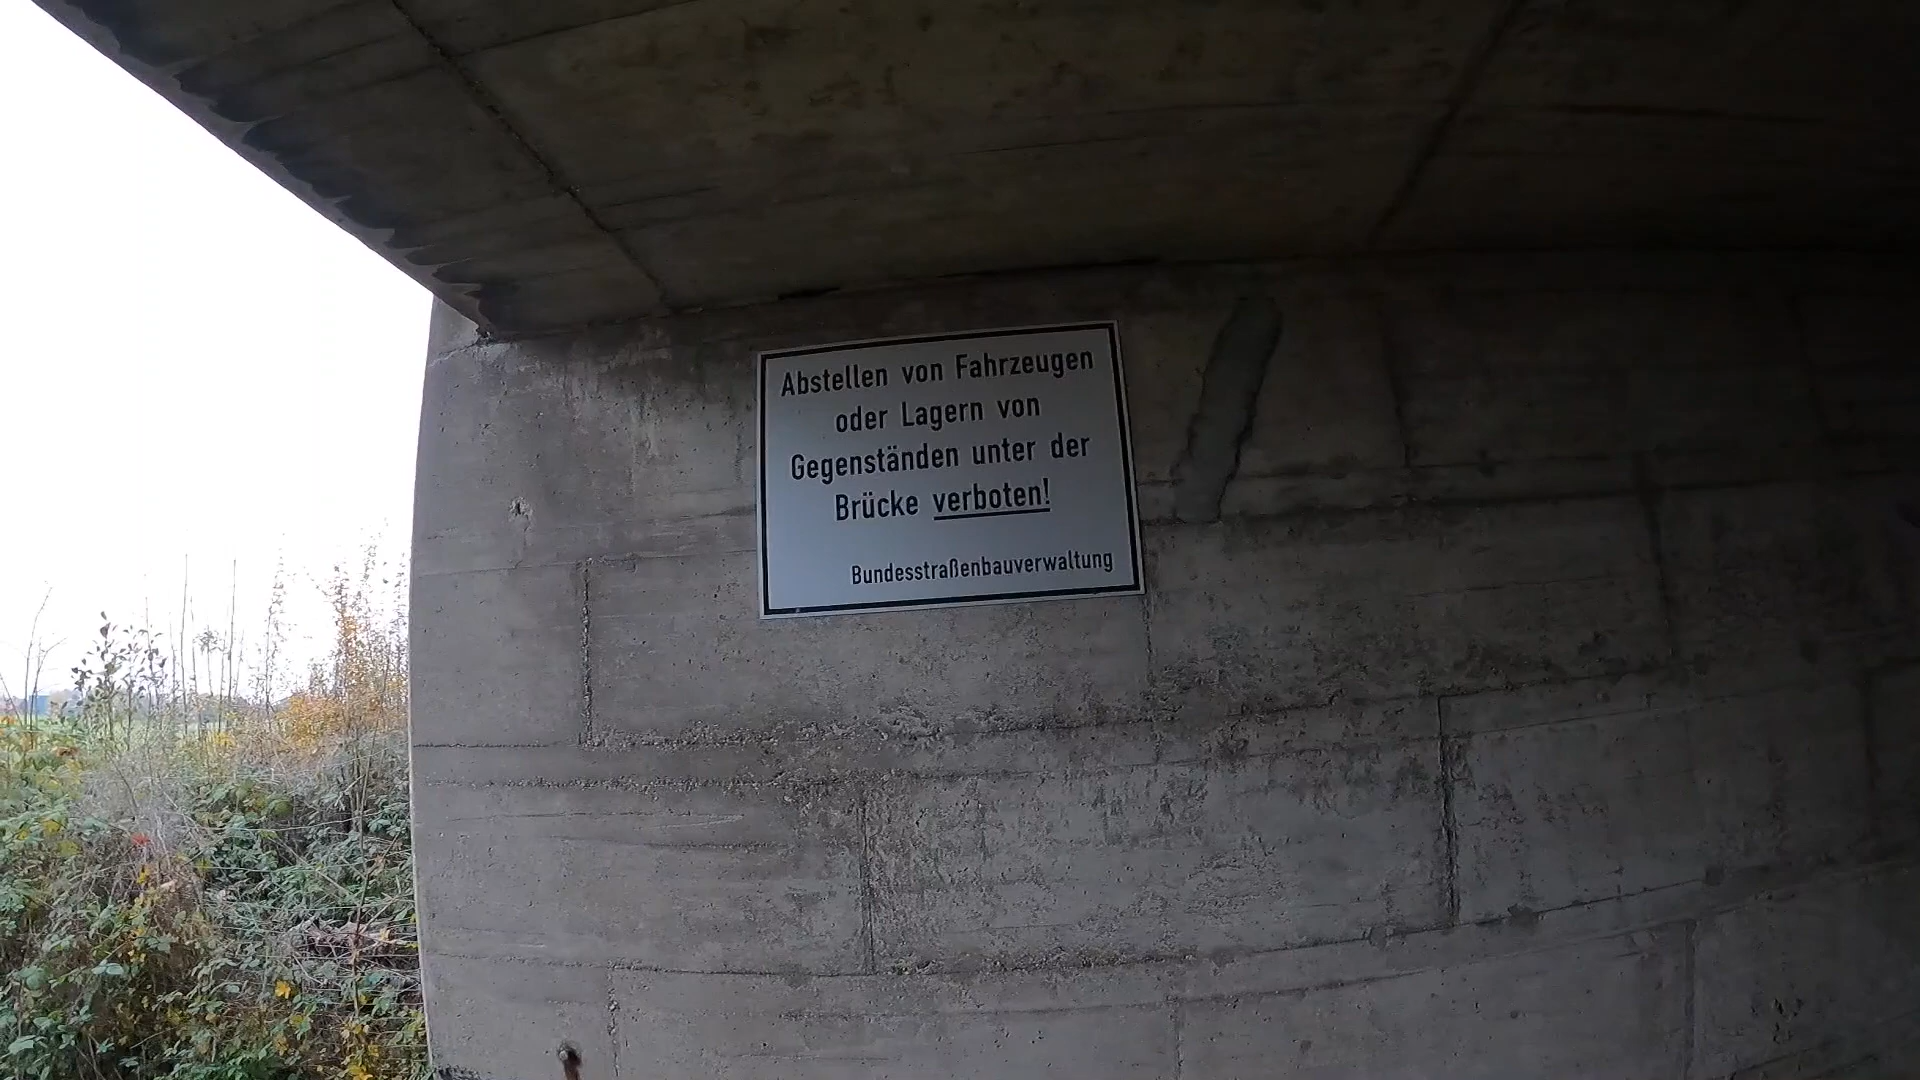 Abstellen von Fahrzeugen
oder Lagern von
Gegenständen unter der
Brücke verboten!
Bundesstraßenbauverwaltung